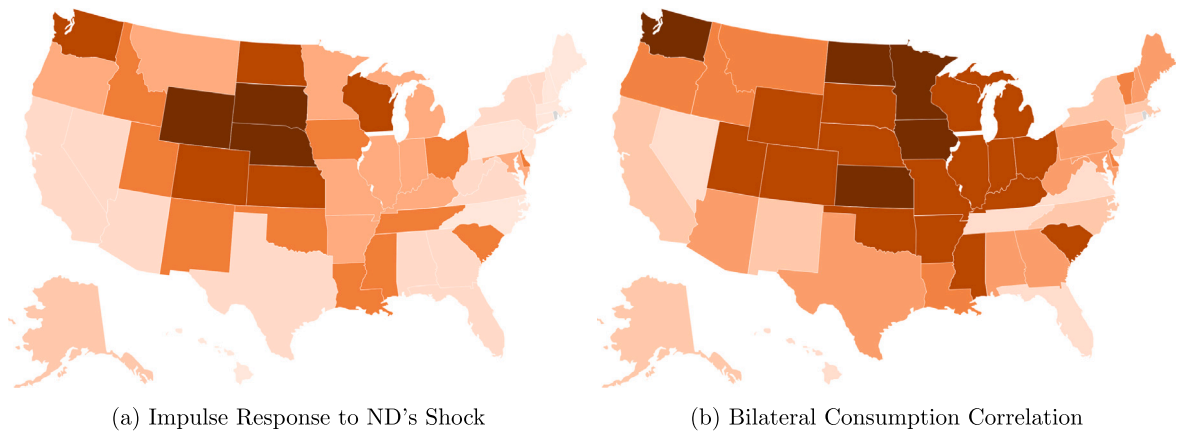 (a) Impulse Response to ND's Shock
(b) Bilateral Consumption Correlation